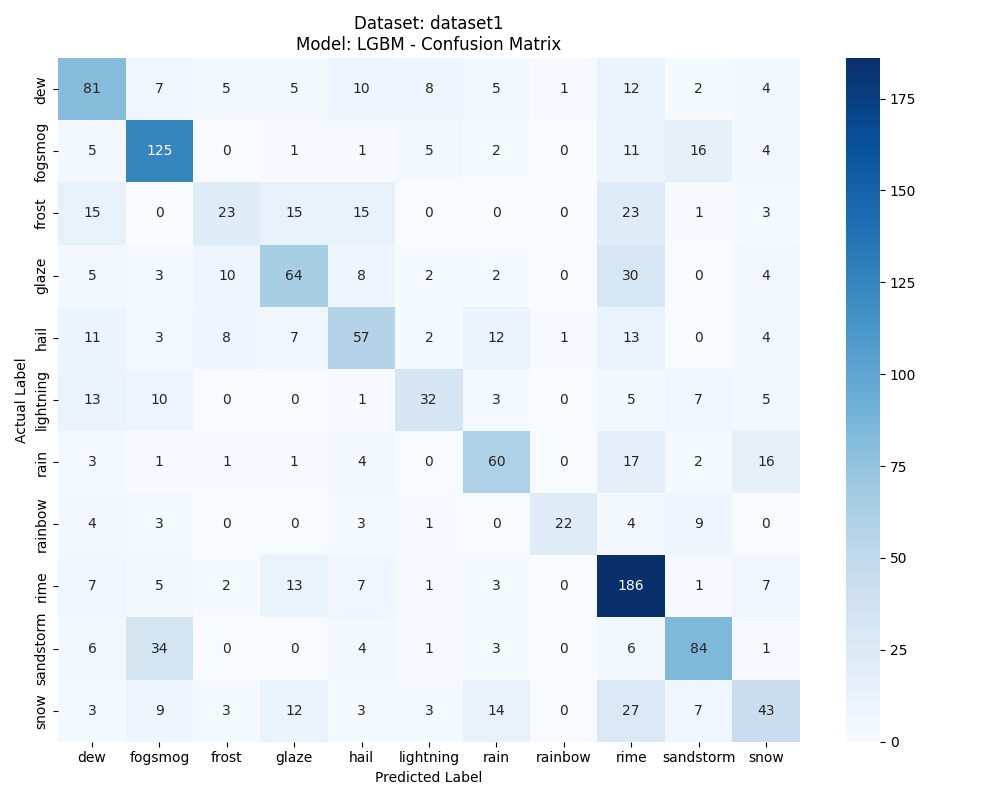 Dataset: dataset1
Model: LGBM - Confusion Matrix
Actual Label
dew 81 7 5 5 10 8 5 1 12 2 4
fogsmog 5 125 0 1 1 5 2 0 11 16 4
frost 15 0 23 15 15 0 0 0 23 1 3
glaze 5 3 10 64 8 2 2 0 30 0 4
hail 11 3 8 7 57 2 12 1 13 0 4
lightning 13 10 0 0 1 32 3 0 5 7 5
rain 3 1 1 1 4 0 60 0 17 2 16
rainbow 4 3 0 0 3 1 0 22 4 9 0
rime 7 5 2 13 7 1 3 0 186 1 7
sandstorm 6 34 0 0 4 1 3 0 6 84 1
snow 3 9 3 12 3 3 14 0 27 7 43
dew fogsmog frost glaze hail lightning rain rainbow rime sandstorm snow
Predicted Label
175
150
125
100
75
50
25
0